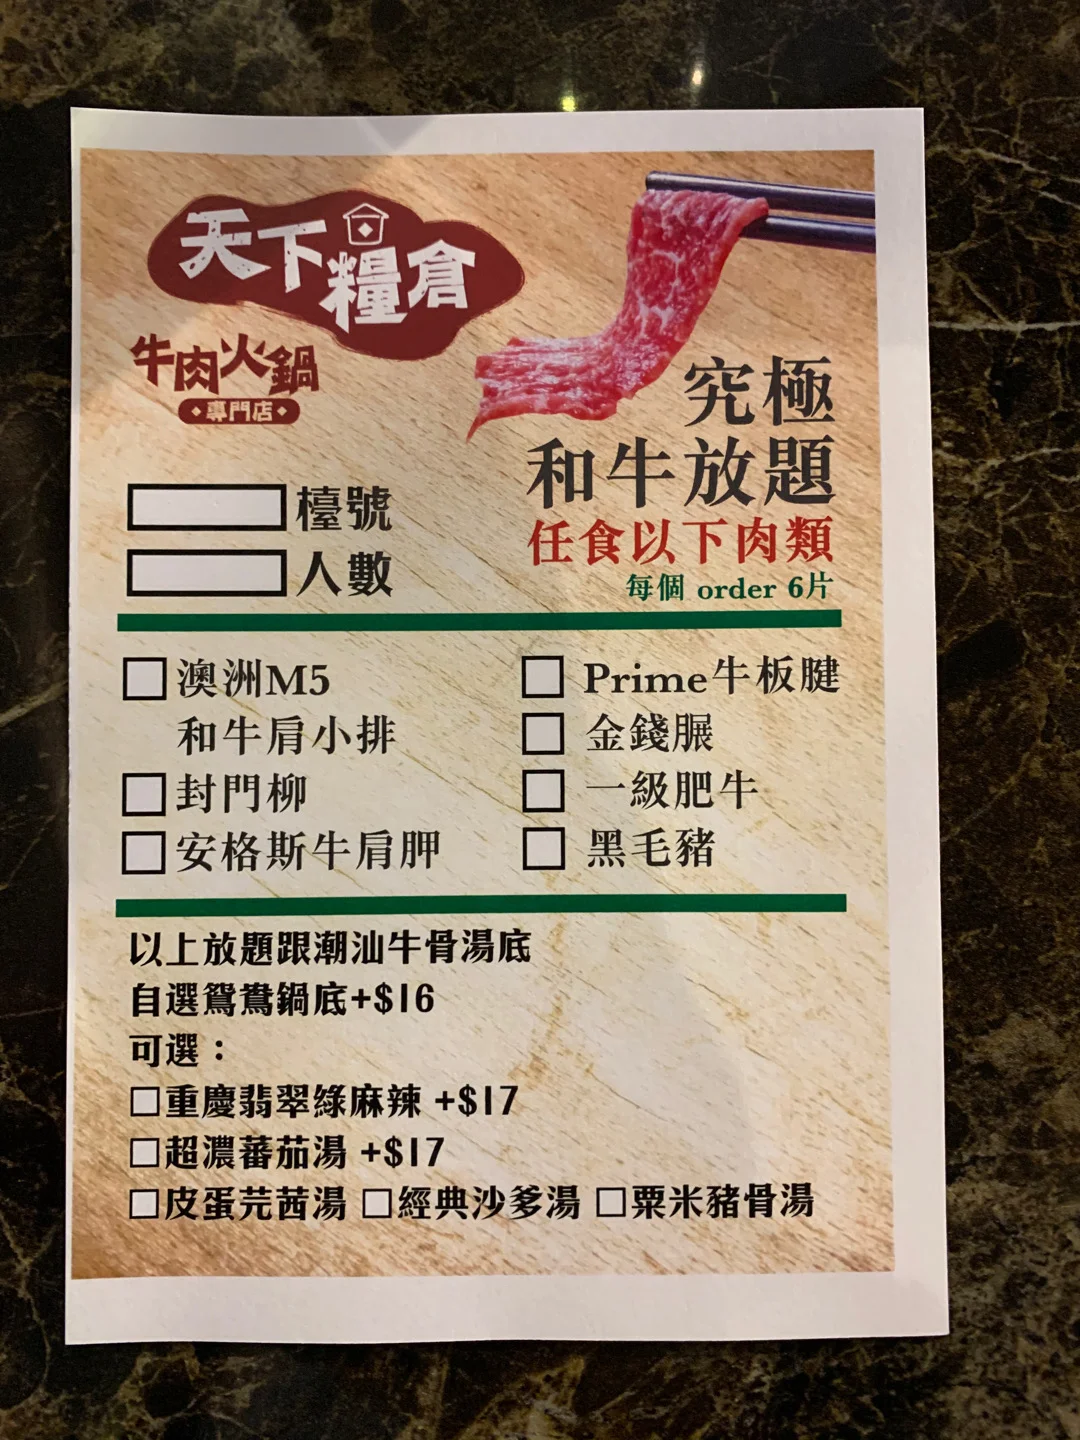 天下糧倉
牛肉火鍋
專門店
究極
和牛放題
任食以下肉類
每個 order 6片
檯號
人數
澳洲M5
和牛肩小排
封門柳
安格斯牛肩胛
Prime牛板腱
金錢𦟌
一級肥牛
黑毛豬
以上放題跟潮汕牛骨湯底
自選鴛鴦鍋底+$16
可選：
□重慶翡翠綠麻辣 +$17
□超濃蕃茄湯 +$17
□皮蛋芫茜湯 □經典沙爹湯 □粟米豬骨湯